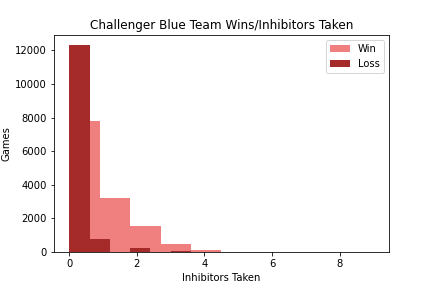 Challenger Blue Team Wins/Inhibitors Taken
Win
Loss
12000
10000
8000
6000
4000
2000
0
Games
0 2 4 6 8
Inhibitors Taken